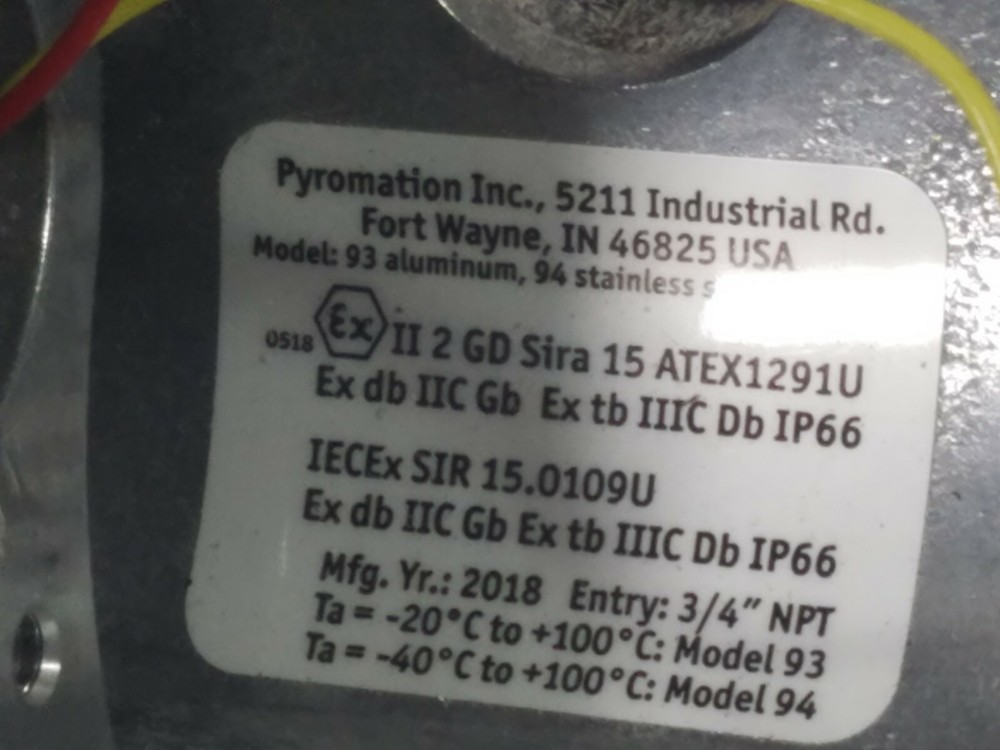 Pyromation Inc., 5211 Industrial Rd.
Fort Wayne, IN 46825 USA
Model: 93 aluminum, 94 stainless
0518 Ex II 2 GD Sira 15 ATEX1291U
Ex db IIC Gb Ex tb IIIC Db IP66
IECEx SIR 15.0109U
Ex db IIC Gb Ex tb IIIC Db IP66
Mfg. Yr.: 2018 Entry: 3/4" NPT
Ta = -20°C to +100°C: Model 93
Ta = -40°C to +100°C: Model 94